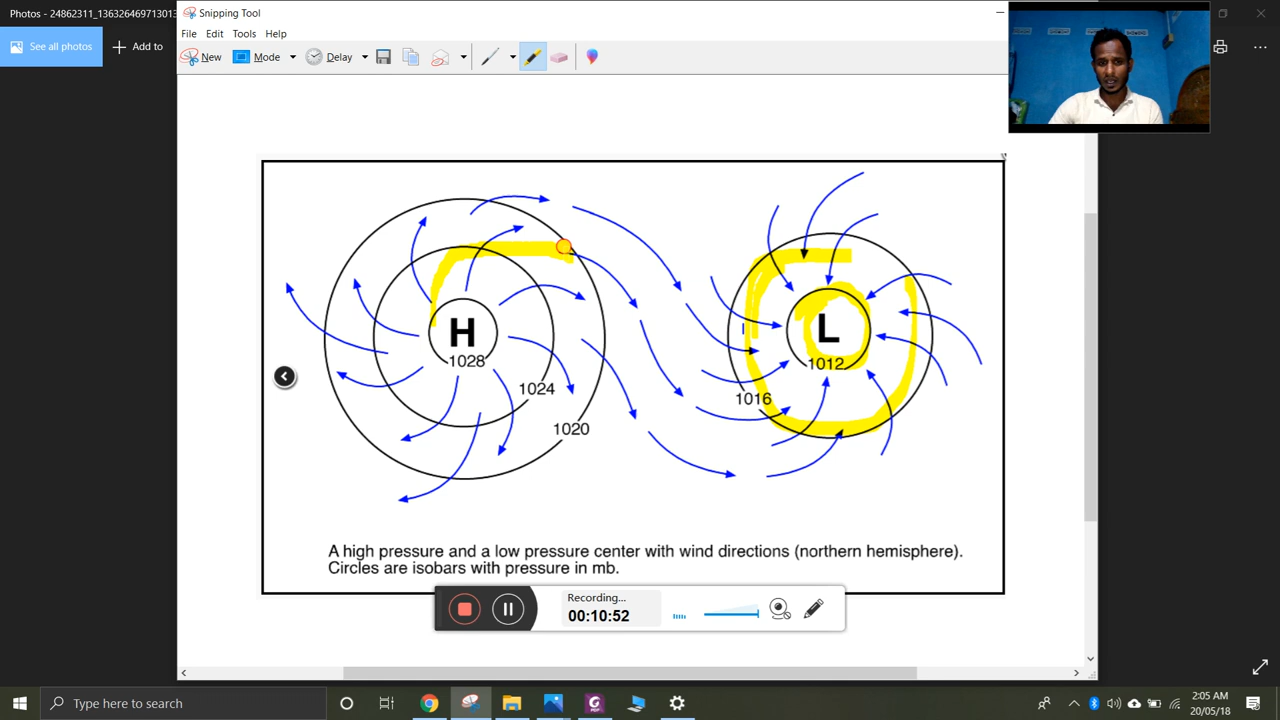 Photos - 24862311_13632646971301
Snipping Tool
File Edit Tools Help
See all photos
Add to
New Mode Delay
H
1028
1024
1020
L
1012
1016
A high pressure and a low pressure center with wind directions (northern hemisphere).
Circles are isobars with pressure in mb.
Recording...
00:10:52
Type here to search
2:05 AM
20/05/18